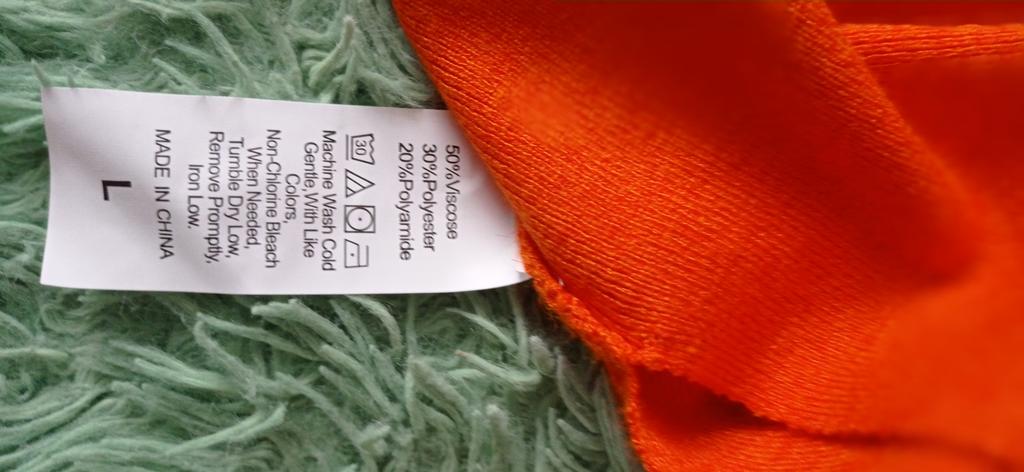 50%Viscose
30%Polyester
20%Polyamide
30
Machine Wash Cold
Gentle,With Like
Colors,
Non-Chlorine Bleach
When Needed,
Tumble Dry Low,
Remove Promptly,
Iron Low.
MADE IN CHINA
L